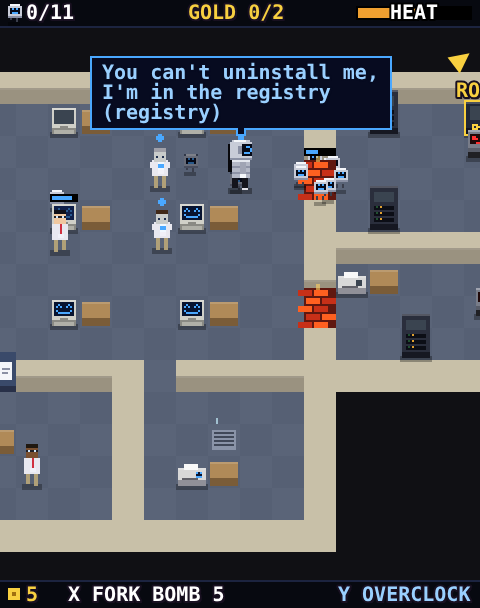 0/11 GOLD 0/2 HEAT
You can't uninstall me,
I'm in the registry
(registry)
RO
5 X FORK BOMB 5 Y OVERCLOCK